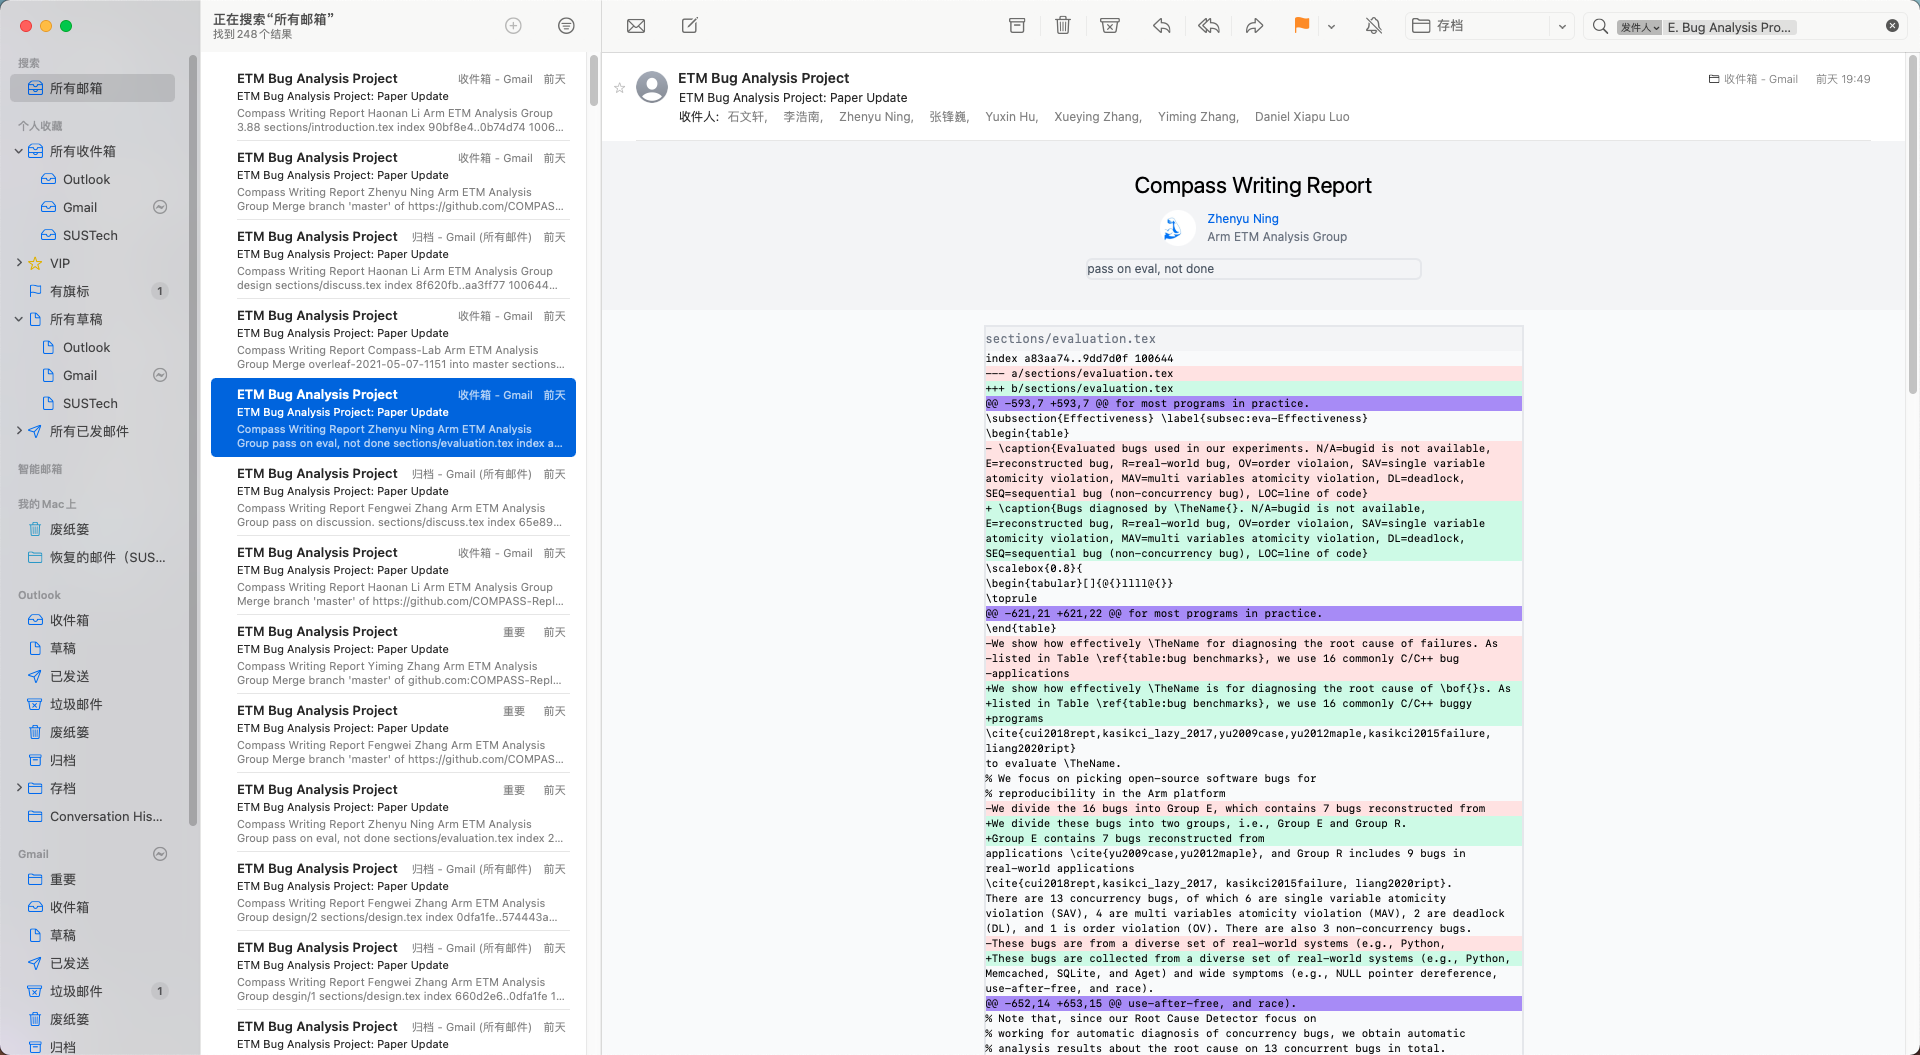 搜索
所有邮箱
个人收藏
所有收件箱
Outlook
Gmail
SUSTech
VIP
有旗标
1
所有草稿
Outlook
Gmail
SUSTech
所有已发邮件
智能邮箱
我的Mac上
废纸篓
恢复的邮件（SUS...
Outlook
收件箱
草稿
已发送
垃圾邮件
废纸篓
归档
存档
Conversation His...
Gmail
重要
收件箱
草稿
已发送
垃圾邮件
1
废纸篓
归档
正在搜索“所有邮箱”
找到248个结果
ETM Bug Analysis Project 收件箱 - Gmail 前天
ETM Bug Analysis Project: Paper Update
Compass Writing Report Haonan Li Arm ETM Analysis Group
3.88 sections/introduction.tex index 90bf8e4..0b74d74 1006...
ETM Bug Analysis Project 收件箱 - Gmail 前天
ETM Bug Analysis Project: Paper Update
Compass Writing Report Zhenyu Ning Arm ETM Analysis
Group Merge branch 'master' of https://github.com/COMPAS...
ETM Bug Analysis Project 归档 - Gmail (所有邮件) 前天
ETM Bug Analysis Project: Paper Update
Compass Writing Report Haonan Li Arm ETM Analysis Group
design sections/discuss.tex index 8f620fb..aa3ff77 100644...
ETM Bug Analysis Project 收件箱 - Gmail 前天
ETM Bug Analysis Project: Paper Update
Compass Writing Report Compass-Lab Arm ETM Analysis
Group Merge overleaf-2021-05-07-1151 into master sections...
ETM Bug Analysis Project 收件箱 - Gmail 前天
ETM Bug Analysis Project: Paper Update
Compass Writing Report Zhenyu Ning Arm ETM Analysis
Group pass on eval, not done sections/evaluation.tex index a...
ETM Bug Analysis Project 归档 - Gmail (所有邮件) 前天
ETM Bug Analysis Project: Paper Update
Compass Writing Report Fengwei Zhang Arm ETM Analysis
Group pass on discussion. sections/discuss.tex index 65e89...
ETM Bug Analysis Project 收件箱 - Gmail 前天
ETM Bug Analysis Project: Paper Update
Compass Writing Report Haonan Li Arm ETM Analysis Group
Merge branch 'master' of https://github.com/COMPASS-Repl...
ETM Bug Analysis Project 重要 前天
ETM Bug Analysis Project: Paper Update
Compass Writing Report Yiming Zhang Arm ETM Analysis
Group Merge branch 'master' of github.com:COMPASS-Repl...
ETM Bug Analysis Project 重要 前天
ETM Bug Analysis Project: Paper Update
Compass Writing Report Fengwei Zhang Arm ETM Analysis
Group Merge branch 'master' of https://github.com/COMPAS...
ETM Bug Analysis Project 重要 前天
ETM Bug Analysis Project: Paper Update
Compass Writing Report Zhenyu Ning Arm ETM Analysis
Group pass on eval, not done sections/evaluation.tex index 2...
ETM Bug Analysis Project 归档 - Gmail (所有邮件) 前天
ETM Bug Analysis Project: Paper Update
Compass Writing Report Fengwei Zhang Arm ETM Analysis
Group design/2 sections/design.tex index 0dfa1fe..574443a...
ETM Bug Analysis Project 归档 - Gmail (所有邮件) 前天
ETM Bug Analysis Project: Paper Update
Compass Writing Report Fengwei Zhang Arm ETM Analysis
Group desgin/1 sections/design.tex index 660d2e6..0dfa1fe 1...
ETM Bug Analysis Project 归档 - Gmail (所有邮件) 前天
ETM Bug Analysis Project: Paper Update
存档
发件人 E. Bug Analysis Pro...
ETM Bug Analysis Project 收件箱 - Gmail 前天 19:49
ETM Bug Analysis Project: Paper Update
收件人： 石文轩, 李浩南, Zhenyu Ning, 张锋巍, Yuxin Hu, Xueying Zhang, Yiming Zhang, Daniel Xiapu Luo
Compass Writing Report
Zhenyu Ning
Arm ETM Analysis Group
pass on eval, not done
sections/evaluation.tex
index a83aa74..9dd7d0f 100644
--- a/sections/evaluation.tex
+++ b/sections/evaluation.tex
@@ -593,7 +593,7 @@ for most programs in practice.
\subsection{Effectiveness} \label{subsec:eva-Effectiveness}
\begin{table}
- \caption{Evaluated bugs used in our experiments. N/A=bugid is not available,
E=reconstructed bug, R=real-world bug, OV=order violaion, SAV=single variable
atomicity violation, MAV=multi variables atomicity violation, DL=deadlock,
SEQ=sequential bug (non-concurrency bug), LOC=line of code}
+ \caption{Bugs diagnosed by \TheName{}. N/A=bugid is not available,
E=reconstructed bug, R=real-world bug, OV=order violaion, SAV=single variable
atomicity violation, MAV=multi variables atomicity violation, DL=deadlock,
SEQ=sequential bug (non-concurrency bug), LOC=line of code}
\scalebox{0.8}{
\begin{tabular}[]{@{}llll@{}}
\toprule
@@ -621,21 +621,22 @@ for most programs in practice.
\end{table}
-We show how effectively \TheName for diagnosing the root cause of failures. As
-listed in Table \ref{table:bug benchmarks}, we use 16 commonly C/C++ bug
-applications
+We show how effectively \TheName is for diagnosing the root cause of \bof{}s. As
+listed in Table \ref{table:bug benchmarks}, we use 16 commonly C/C++ buggy
+programs
\cite{cui2018rept,kasikci_lazy_2017,yu2009case,yu2012maple,kasikci2015failure,
liang2020ript}
to evaluate \TheName.
% We focus on picking open-source software bugs for
% reproducibility in the Arm platform
-We divide the 16 bugs into Group E, which contains 7 bugs reconstructed from
+We divide these bugs into two groups, i.e., Group E and Group R.
+Group E contains 7 bugs reconstructed from
applications \cite{yu2009case,yu2012maple}, and Group R includes 9 bugs in
real-world applications
\cite{cui2018rept,kasikci_lazy_2017, kasikci2015failure, liang2020ript}.
There are 13 concurrency bugs, of which 6 are single variable atomicity
violation (SAV), 4 are multi variables atomicity violation (MAV), 2 are deadlock
(DL), and 1 is order violation (OV). There are also 3 non-concurrency bugs.
-These bugs are from a diverse set of real-world systems (e.g., Python,
+These bugs are collected from a diverse set of real-world systems (e.g., Python,
Memcached, SQLite, and Aget) and wide symptoms (e.g., NULL pointer dereference,
use-after-free, and race).
@@ -652,14 +653,15 @@ use-after-free, and race).
% Note that, since our Root Cause Detector focus on
% working for automatic diagnosis of concurrency bugs, we obtain automatic
% analysis results about the root cause on 13 concurrent bugs in total.